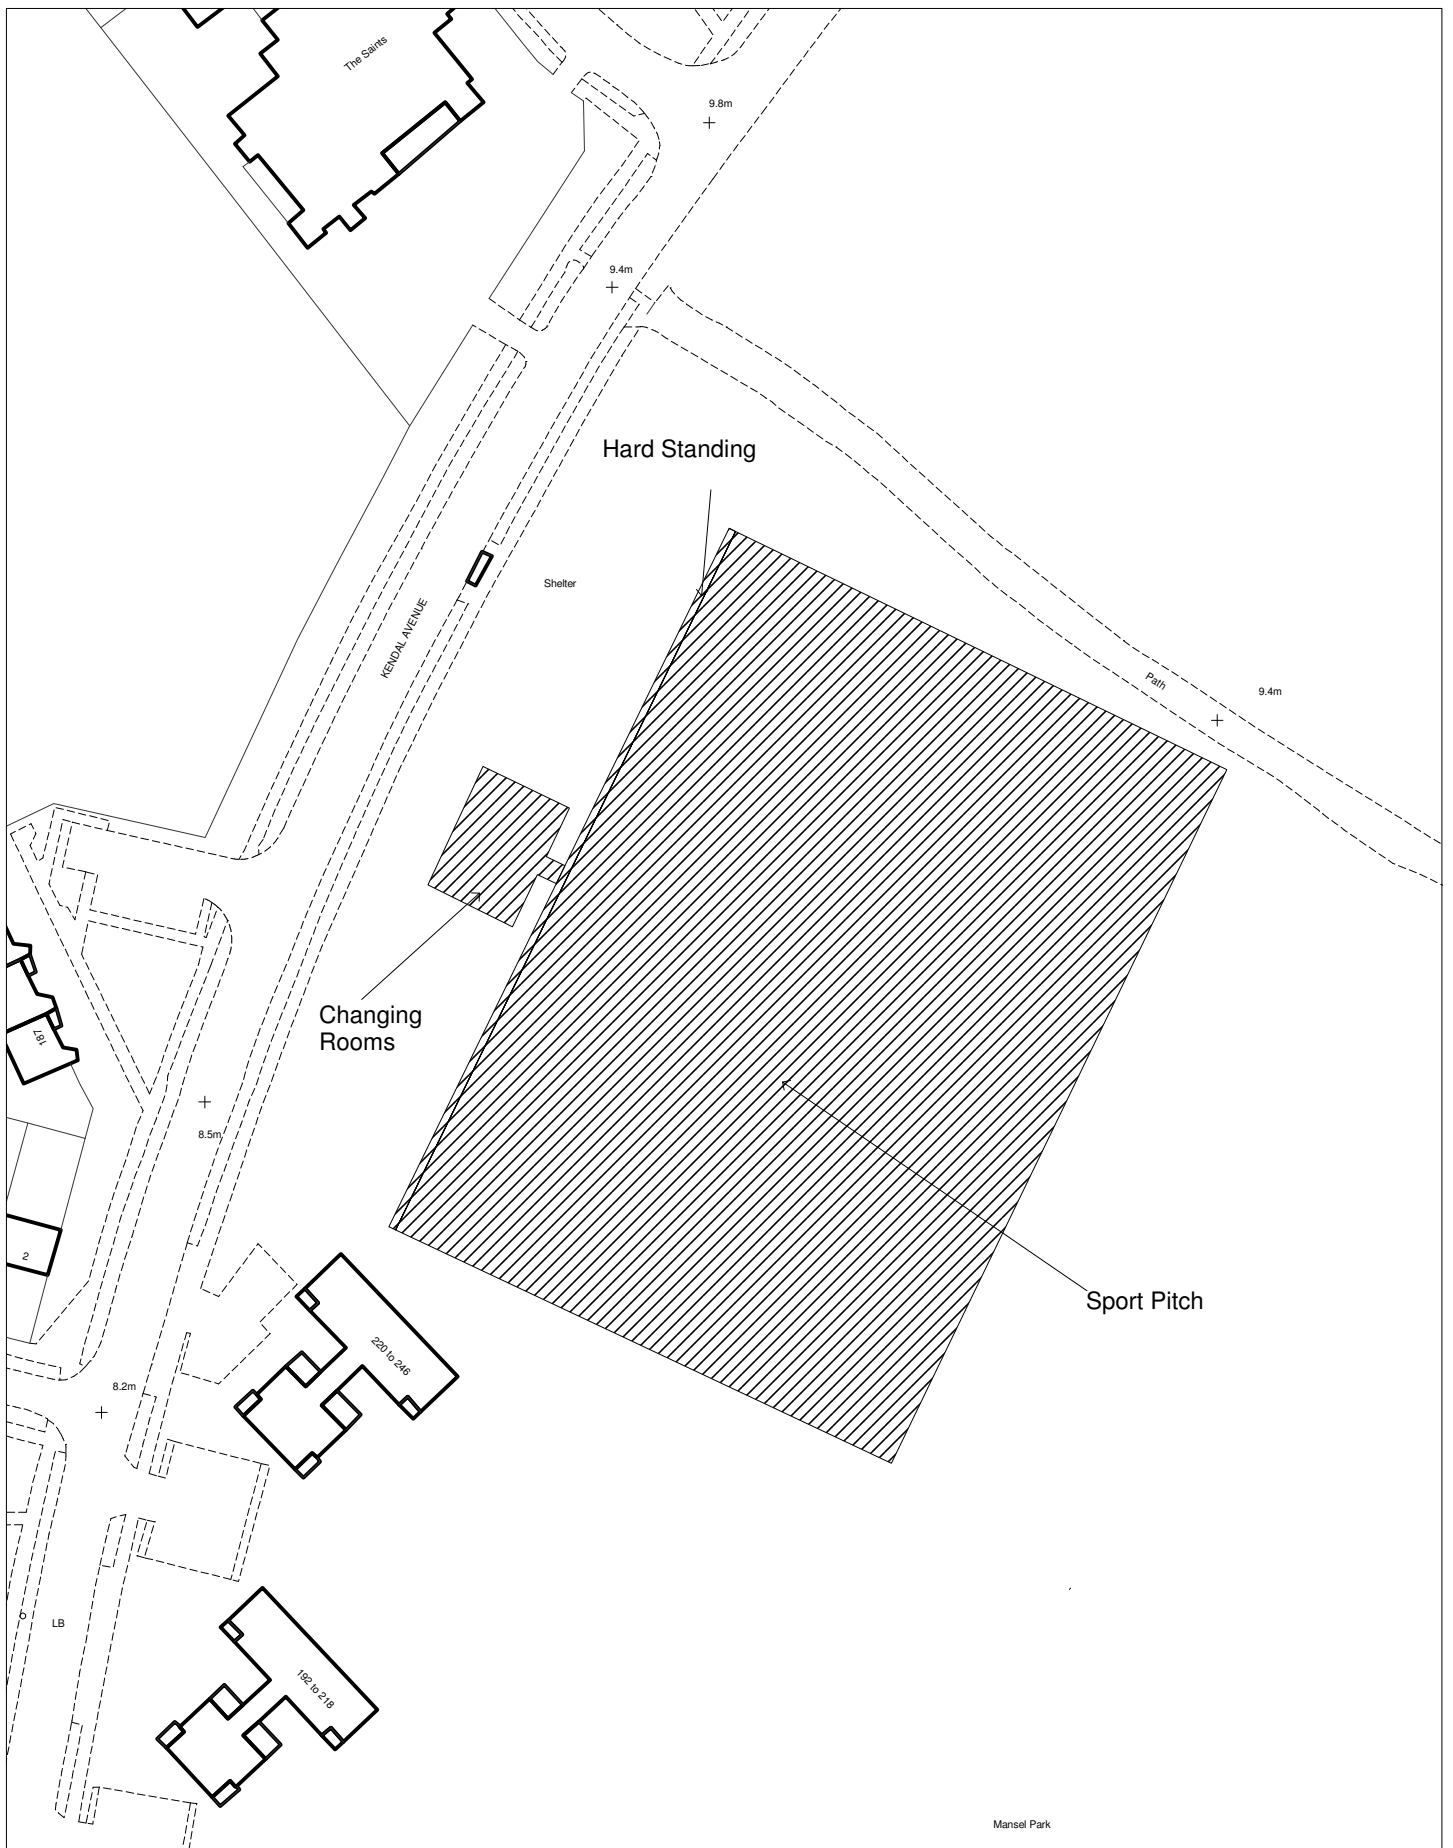 The Saints
9.8m
9.4m
Hard Standing
Shelter
KENDAL AVENUE
Path
9.4m
Changing
Rooms
187
8.5m
2
Sport Pitch
220 to 246
8.2m
LB
192 to 218
Mansel Park